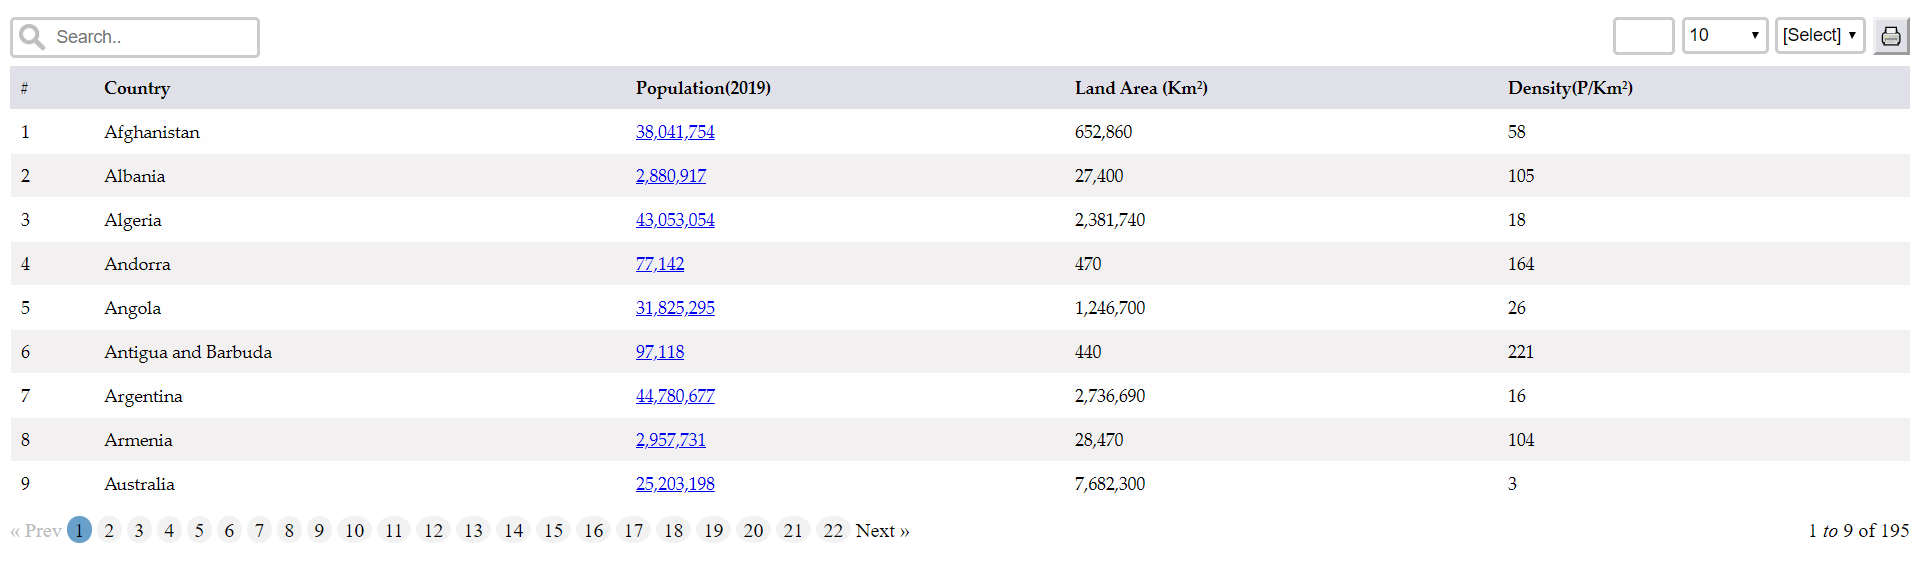 Search.. 10 [Select]
# Country Population(2019) Land Area (Km²) Density(P/Km²)
1 Afghanistan 38,041,754 652,860 58
2 Albania 2,880,917 27,400 105
3 Algeria 43,053,054 2,381,740 18
4 Andorra 77,142 470 164
5 Angola 31,825,295 1,246,700 26
6 Antigua and Barbuda 97,118 440 221
7 Argentina 44,780,677 2,736,690 16
8 Armenia 2,957,731 28,470 104
9 Australia 25,203,198 7,682,300 3
« Prev 1 2 3 4 5 6 7 8 9 10 11 12 13 14 15 16 17 18 19 20 21 22 Next » 1 to 9 of 195